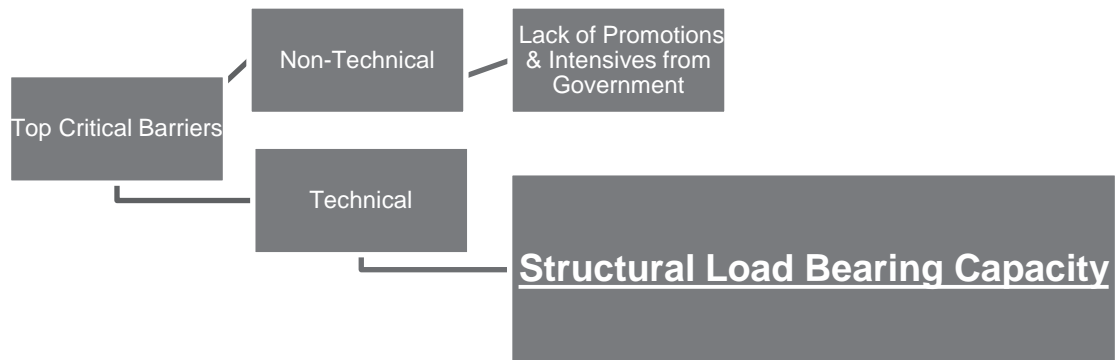 Top Critical Barriers
Non-Technical
Lack of Promotions
& Intensives from
Government
Technical
Structural Load Bearing Capacity